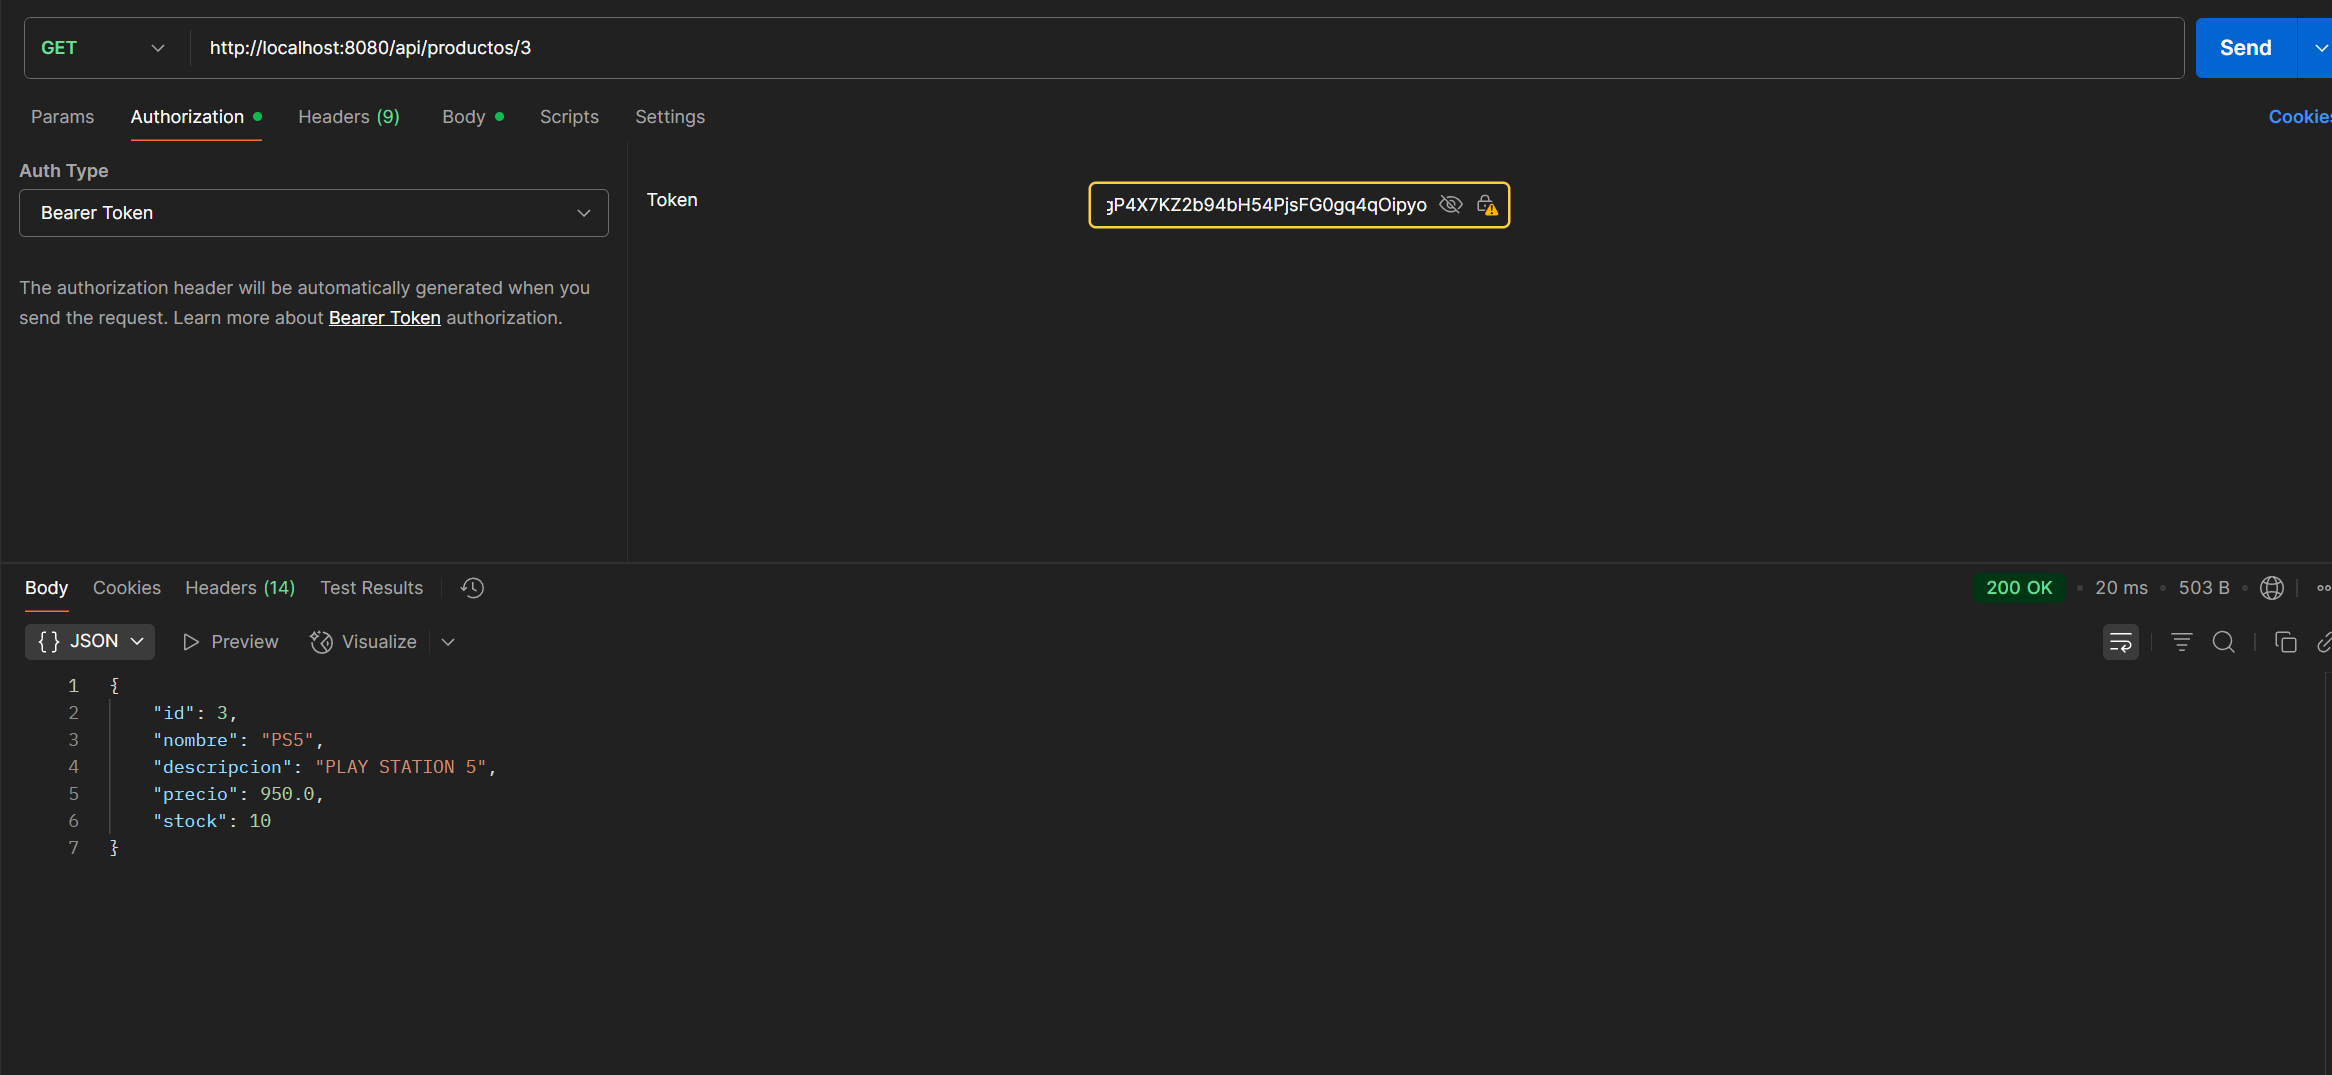 GET http://localhost:8080/api/productos/3 Send
Params Authorization Headers (9) Body Scripts Settings Cookies
Auth Type
Bearer Token
Token gP4X7KZ2b94bH54PjsFG0gq4qOipyo
The authorization header will be automatically generated when you
send the request. Learn more about Bearer Token authorization.
Body Cookies Headers (14) Test Results 200 OK • 20 ms • 503 B •
{} JSON Preview Visualize
1 {
2 "id": 3,
3 "nombre": "PS5",
4 "descripcion": "PLAY STATION 5",
5 "precio": 950.0,
6 "stock": 10
7 }